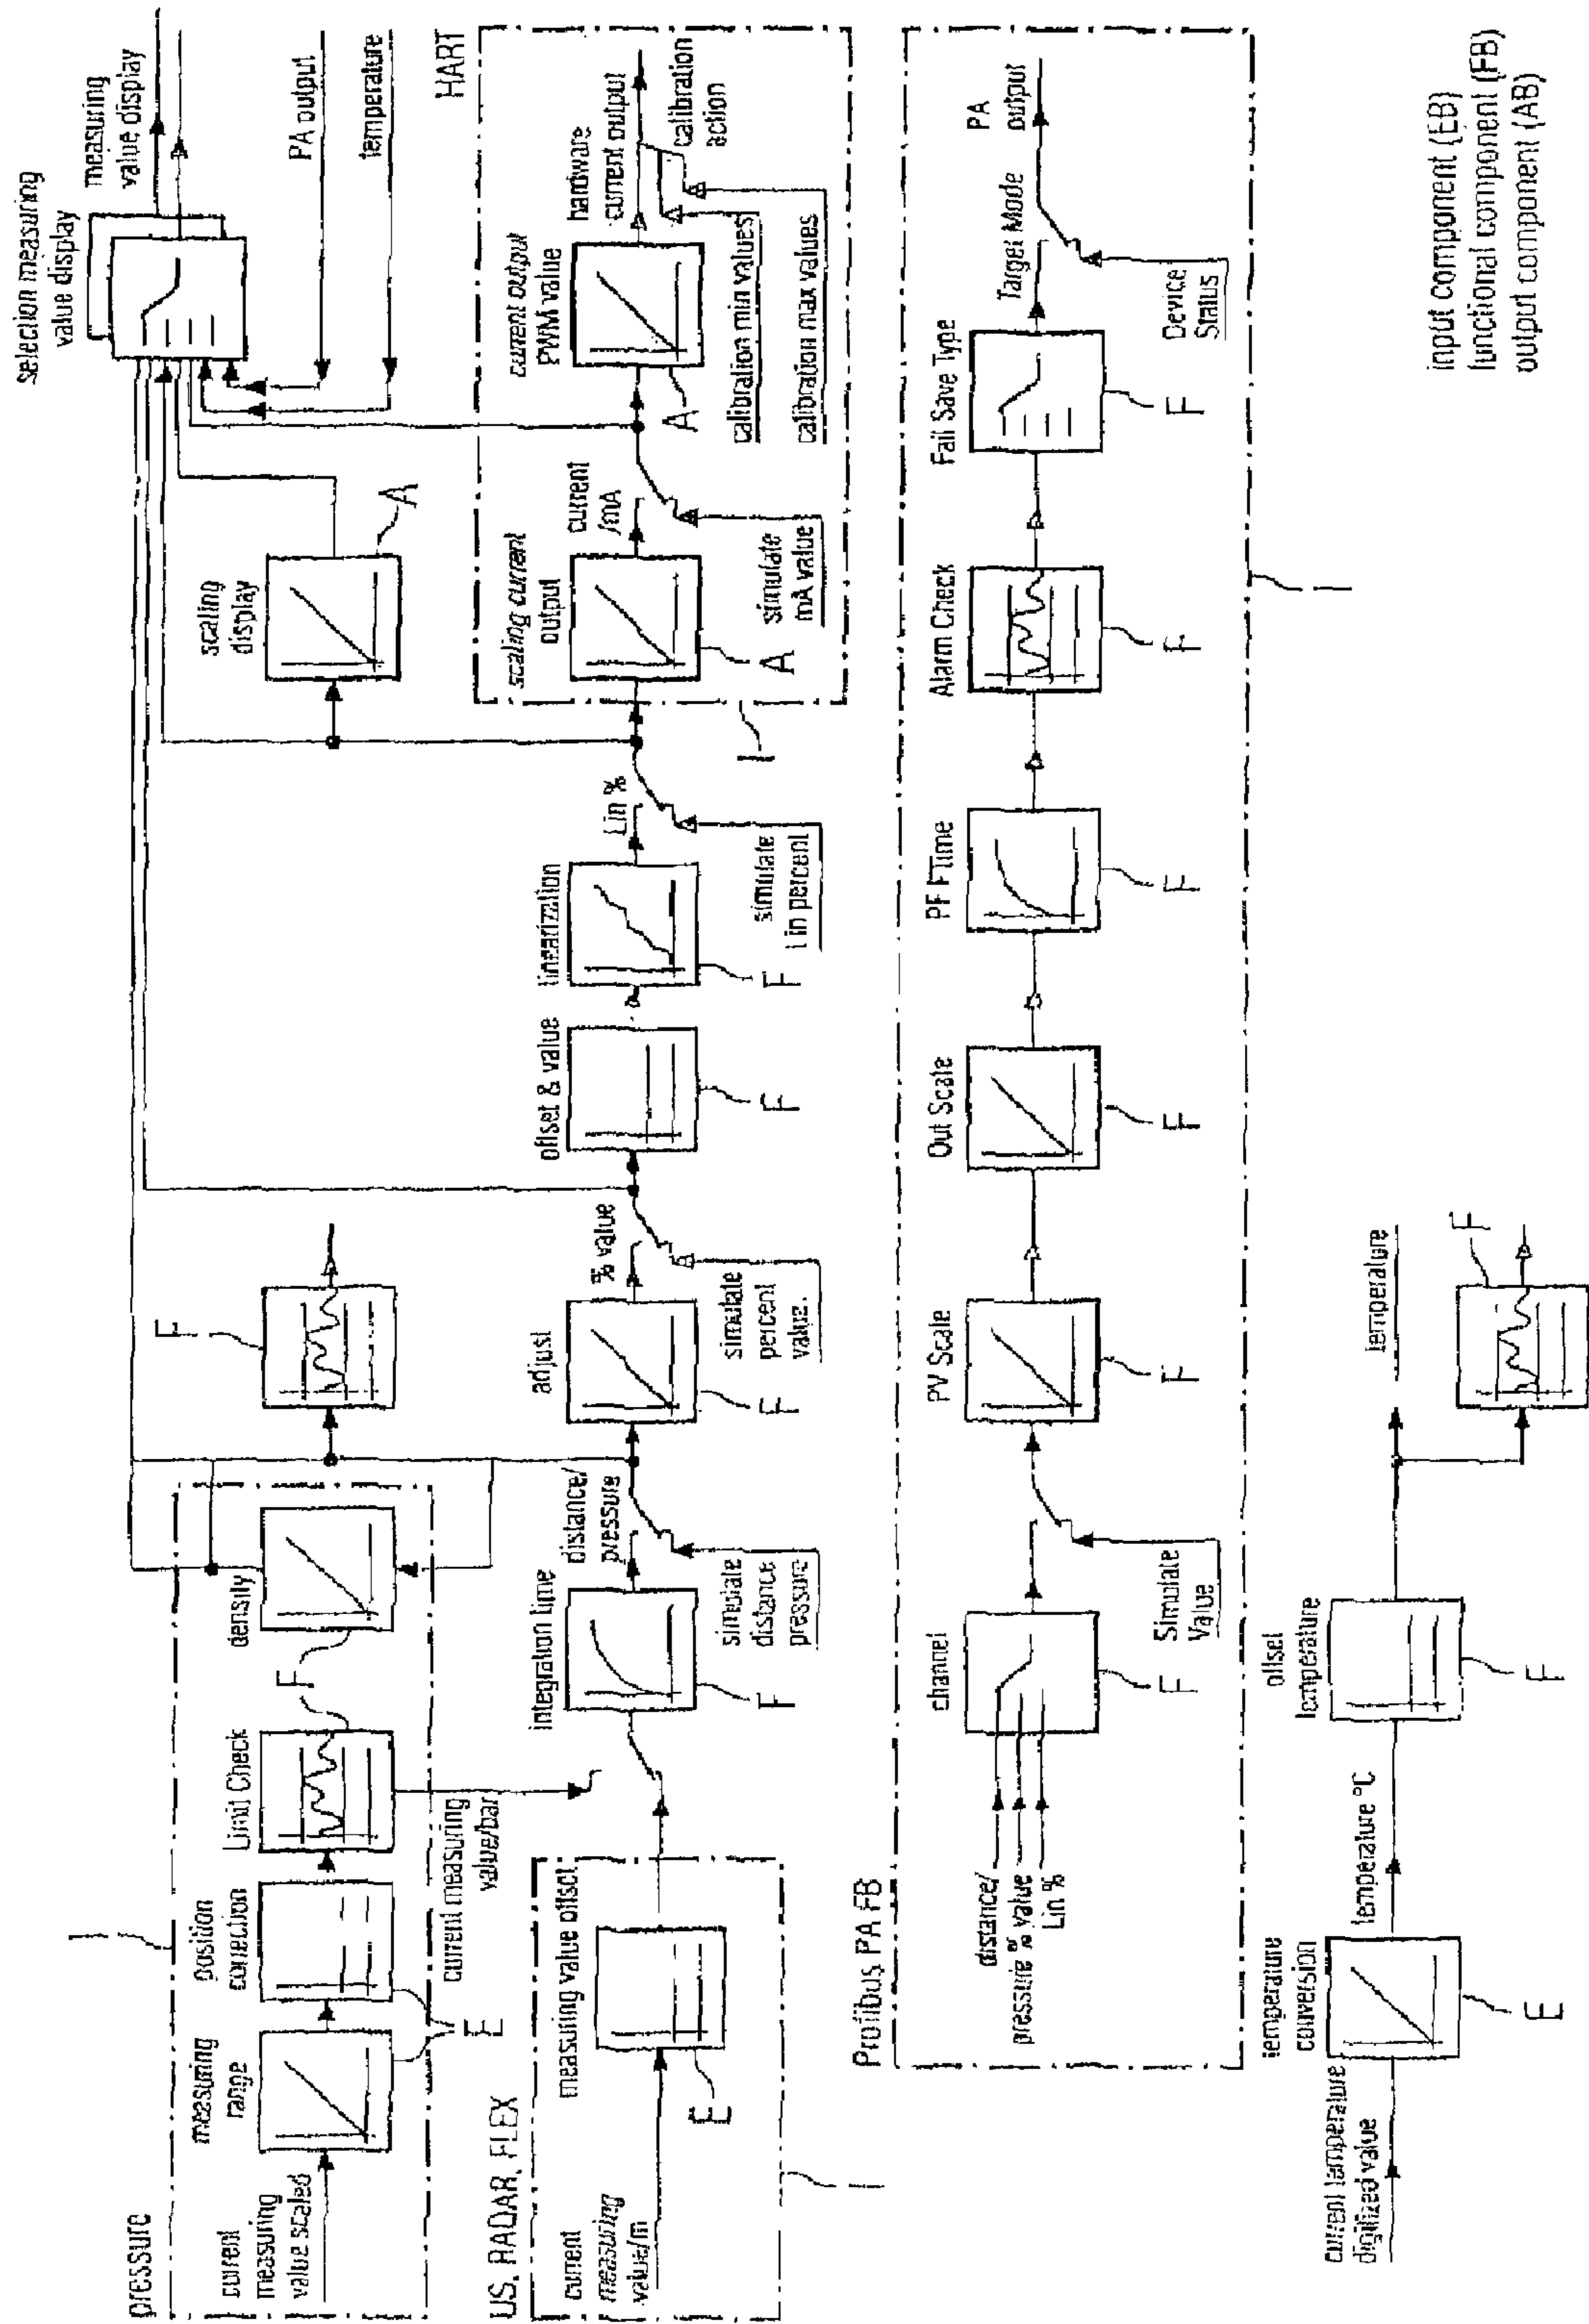 pressure
current
measuring
value scaled
measuring
range
position
correction
Limit Check
density
F
E
1
current measuring
value/bar
F
selection measuring
value display
measuring
value display
PA output
temperature
scaling
display
A
US, RADAR, FLEX
current
measuring
value/m
measuring value offset
E
1
integration time
F
distance/
pressure
simulate
distance
pressure
adjust
F
% value
simulate
percent
value.
offset & value
F
linearization
F
Lin %
simulate
Lin percent
HART
1
scaling current
output
A
current
/mA
simulate
mA value
current output
PWM value
A
hardware
current output
calibration
action
calibration min values
calibration max values
Profibus PA FB
distance/
pressure
% value
Lin %
channel
F
Simulate
Value
PV Scale
F
Out Scale
F
PF FTime
F
Alarm Check
F
Fail Save Type
F
Target Mode
Device
Status
PA
output
1
current temperature
digitized value
temperature
conversion
E
temperature °C
offset
temperature
F
temperature
F
input component (EB)
functional component (FB)
output component (AB)